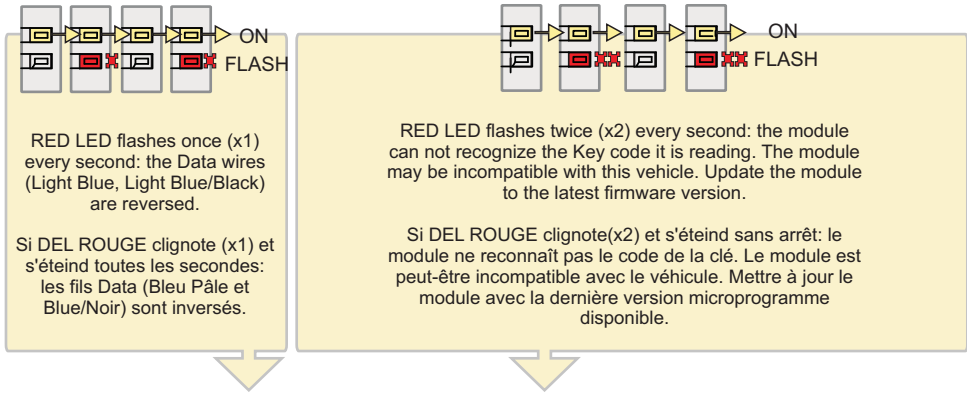 ON
FLASH
RED LED flashes once (x1)
every second: the Data wires
(Light Blue, Light Blue/Black)
are reversed.
Si DEL ROUGE clignote (x1) et
s'éteind toutes les secondes:
les fils Data (Bleu Pâle et
Blue/Noir) sont inversés.
ON
FLASH
RED LED flashes twice (x2) every second: the module
can not recognize the Key code it is reading. The module
may be incompatible with this vehicle. Update the module
to the latest firmware version.
Si DEL ROUGE clignote(x2) et s'éteind sans arrêt: le
module ne reconnaît pas le code de la clé. Le module est
peut-être incompatible avec le véhicule. Mettre à jour le
module avec la dernière version microprogramme
disponible.